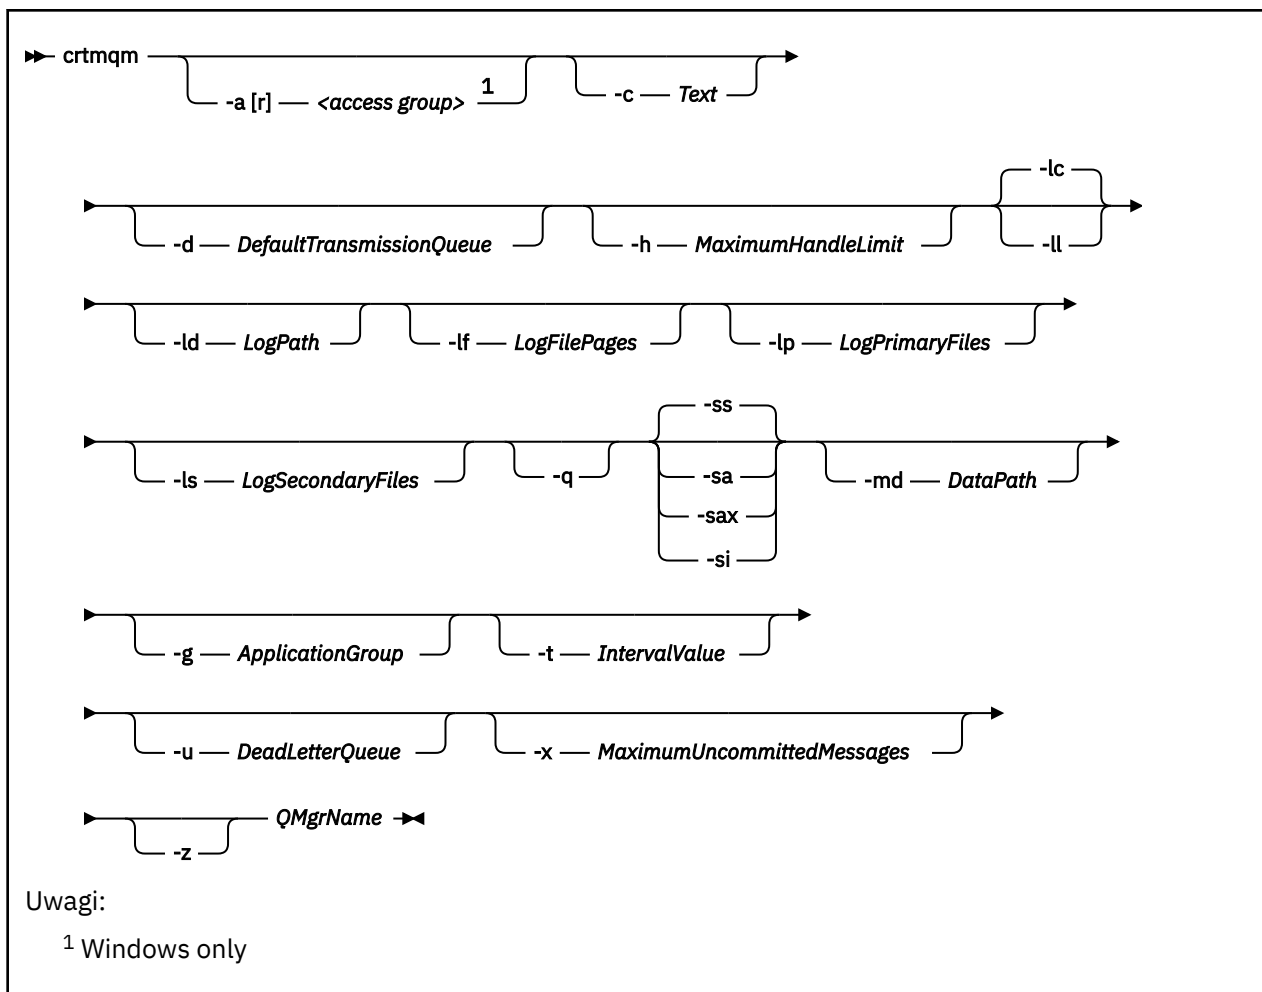 crtmqm
-a [r] <access group> 1 -c Text
-lc
-d DefaultTransmissionQueue -h MaximumHandleLimit -ll
-ld LogPath -lf LogFilePages -lp LogPrimaryFiles
-ss
-ls LogSecondaryFiles -q -sa -md DataPath
-sax
-si
-g ApplicationGroup -t IntervalValue
-u DeadLetterQueue -x MaximumUncommittedMessages
QMgrName
-z
Uwagi:
1 Windows only